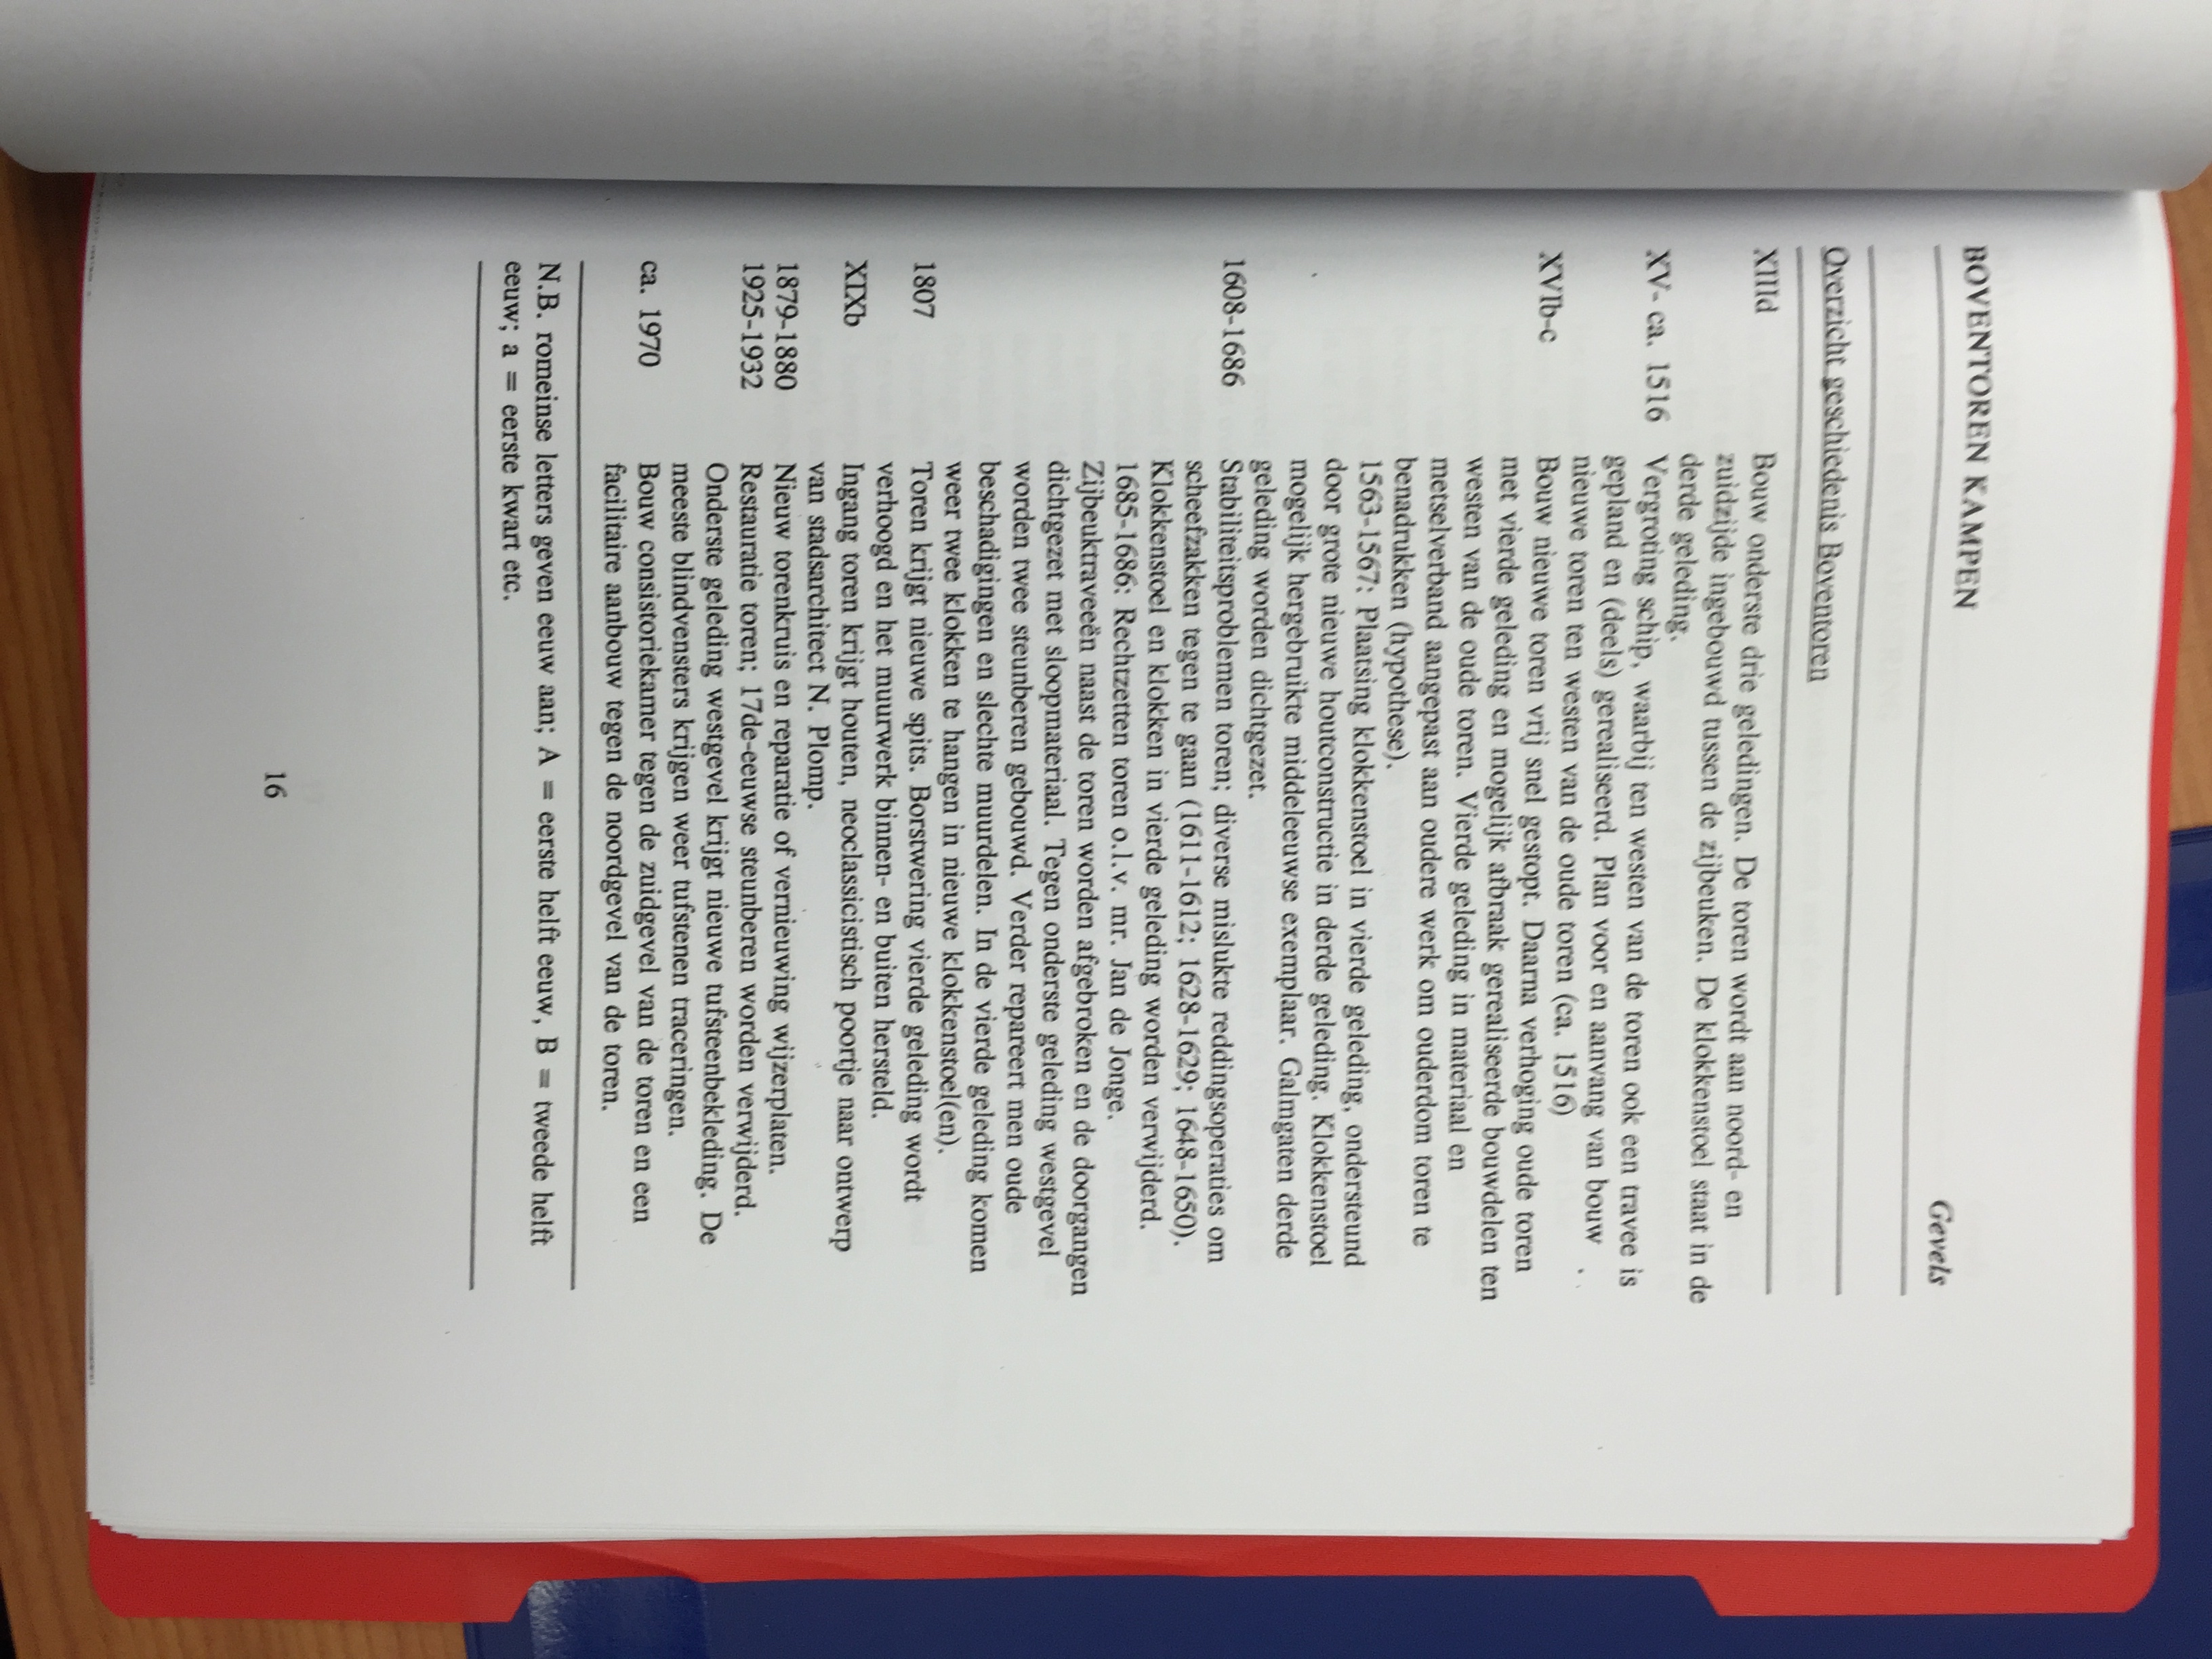 BOVENTOREN KAMPEN
Gevels
Overzicht geschiedenis Boventoren
XIIId Bouw onderste drie geledingen. De toren wordt aan noord- en
zuidzijde ingebouwd tussen de zijbeuken. De klokkenstoel staat in de
derde geleding.
XV- ca. 1516 Vergroting schip, waarbij ten westen van de toren ook een travee is
gepland en (deels) gerealiseerd. Plan voor en aanvang van bouw
nieuwe toren ten westen van de oude toren (ca. 1516)
XVIb-c Bouw nieuwe toren vrij snel gestopt. Daarna verhoging oude toren
met vierde geleding en mogelijk afbraak gerealiseerde bouwdelen ten
westen van de oude toren. Vierde geleding in materiaal en
metselverband aangepast aan oudere werk om ouderdom toren te
benadrukken (hypothese).
1563-1567: Plaatsing klokkenstoel in vierde geleding, ondersteund
door grote nieuwe houtconstructie in derde geleding. Klokkenstoel
mogelijk hergebruikte middeleeuwse exemplaar. Galmgaten derde
geleding worden dichtgezet.
1608-1686 Stabiliteitsproblemen toren; diverse mislukte reddingsoperaties om
scheefzakken tegen te gaan (1611-1612; 1628-1629; 1648-1650).
Klokkenstoel en klokken in vierde geleding worden verwijderd.
1685-1686: Rechtzetten toren o.l.v. mr. Jan de Jonge.
Zijbeuktraveeën naast de toren worden afgebroken en de doorgangen
dichtgezet met sloopmateriaal. Tegen onderste geleding westgevel
worden twee steunberen gebouwd. Verder repareert men oude
beschadigingen en slechte muurdelen. In de vierde geleding komen
weer twee klokken te hangen in nieuwe klokkenstoel(en).
1807 Toren krijgt nieuwe spits. Borstwering vierde geleding wordt
verhoogd en het muurwerk binnen- en buiten hersteld.
XIXb Ingang toren krijgt houten, neoclassicistisch poortje naar ontwerp
van stadsarchitect N. Plomp.
1879-1880 Nieuw torenkruis en reparatie of vernieuwing wijzerplaten.
1925-1932 Restauratie toren; 17de-eeuwse steunberen worden verwijderd.
Onderste geleding westgevel krijgt nieuwe tufsteenbekleding. De
meeste blindvensters krijgen weer tufstenen traceringen.
ca. 1970 Bouw consistoriekamer tegen de zuidgevel van de toren en een
facilitaire aanbouw tegen de noordgevel van de toren.
N.B. romeinse letters geven eeuw aan; A = eerste helft eeuw, B = tweede helft
eeuw; a = eerste kwart etc.
16